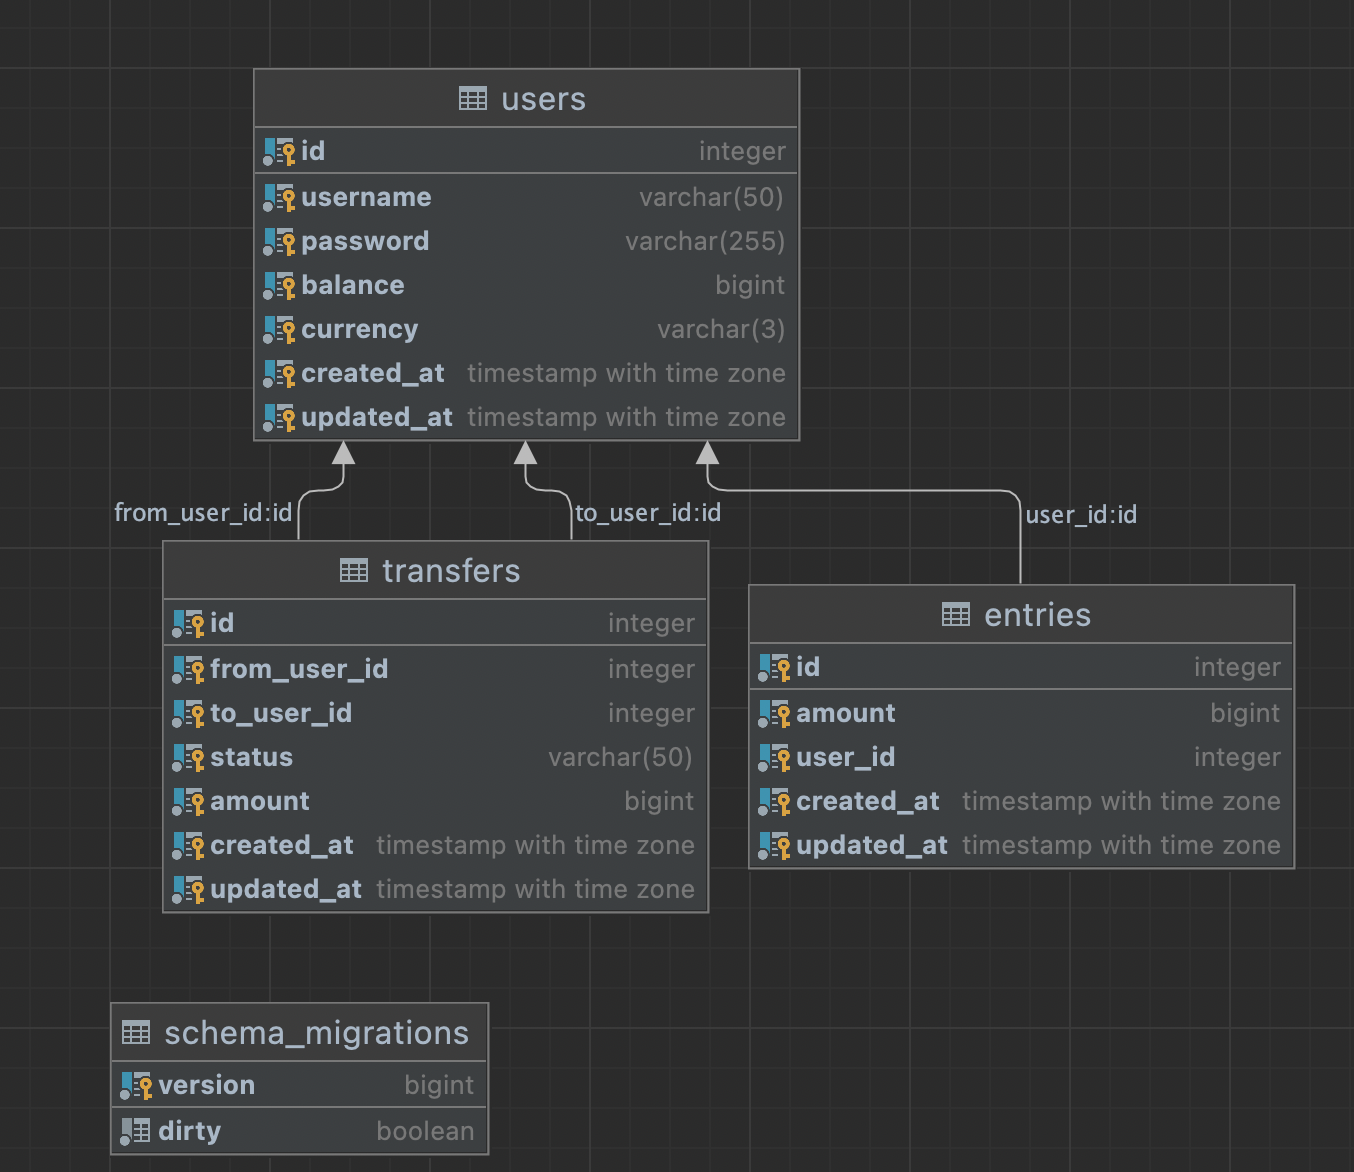 users
id integer
username varchar(50)
password varchar(255)
balance bigint
currency varchar(3)
created_at timestamp with time zone
updated_at timestamp with time zone
from_user_id:id
to_user_id:id
user_id:id
transfers
id integer
from_user_id integer
to_user_id integer
status varchar(50)
amount bigint
created_at timestamp with time zone
updated_at timestamp with time zone
entries
id integer
amount bigint
user_id integer
created_at timestamp with time zone
updated_at timestamp with time zone
schema_migrations
version bigint
dirty boolean